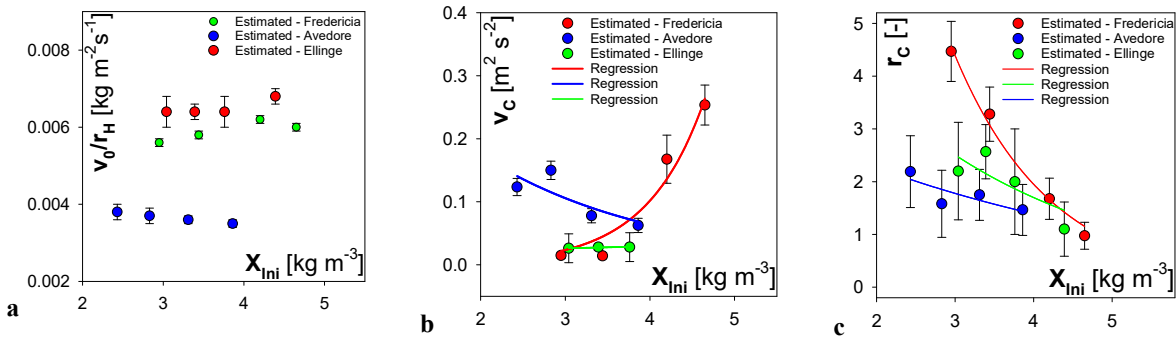 Estimated - Fredericia
Estimated - Avedore
Estimated - Ellinge
0.008
0.006
0.004
0.002
v0/rH [kg m-2 s-1]
XIni [kg m-3]
2
3
4
5
a
Estimated - Fredericia
Estimated - Avedore
Estimated - Ellinge
Regression
Regression
Regression
0.4
0.3
0.2
0.1
0.0
vC [m2 s-2]
XIni [kg m-3]
2
3
4
5
b
Estimated - Fredericia
Estimated - Avedore
Estimated - Ellinge
Regression
Regression
Regression
5
4
3
2
1
0
rC [-]
XIni [kg m-3]
2
3
4
5
c